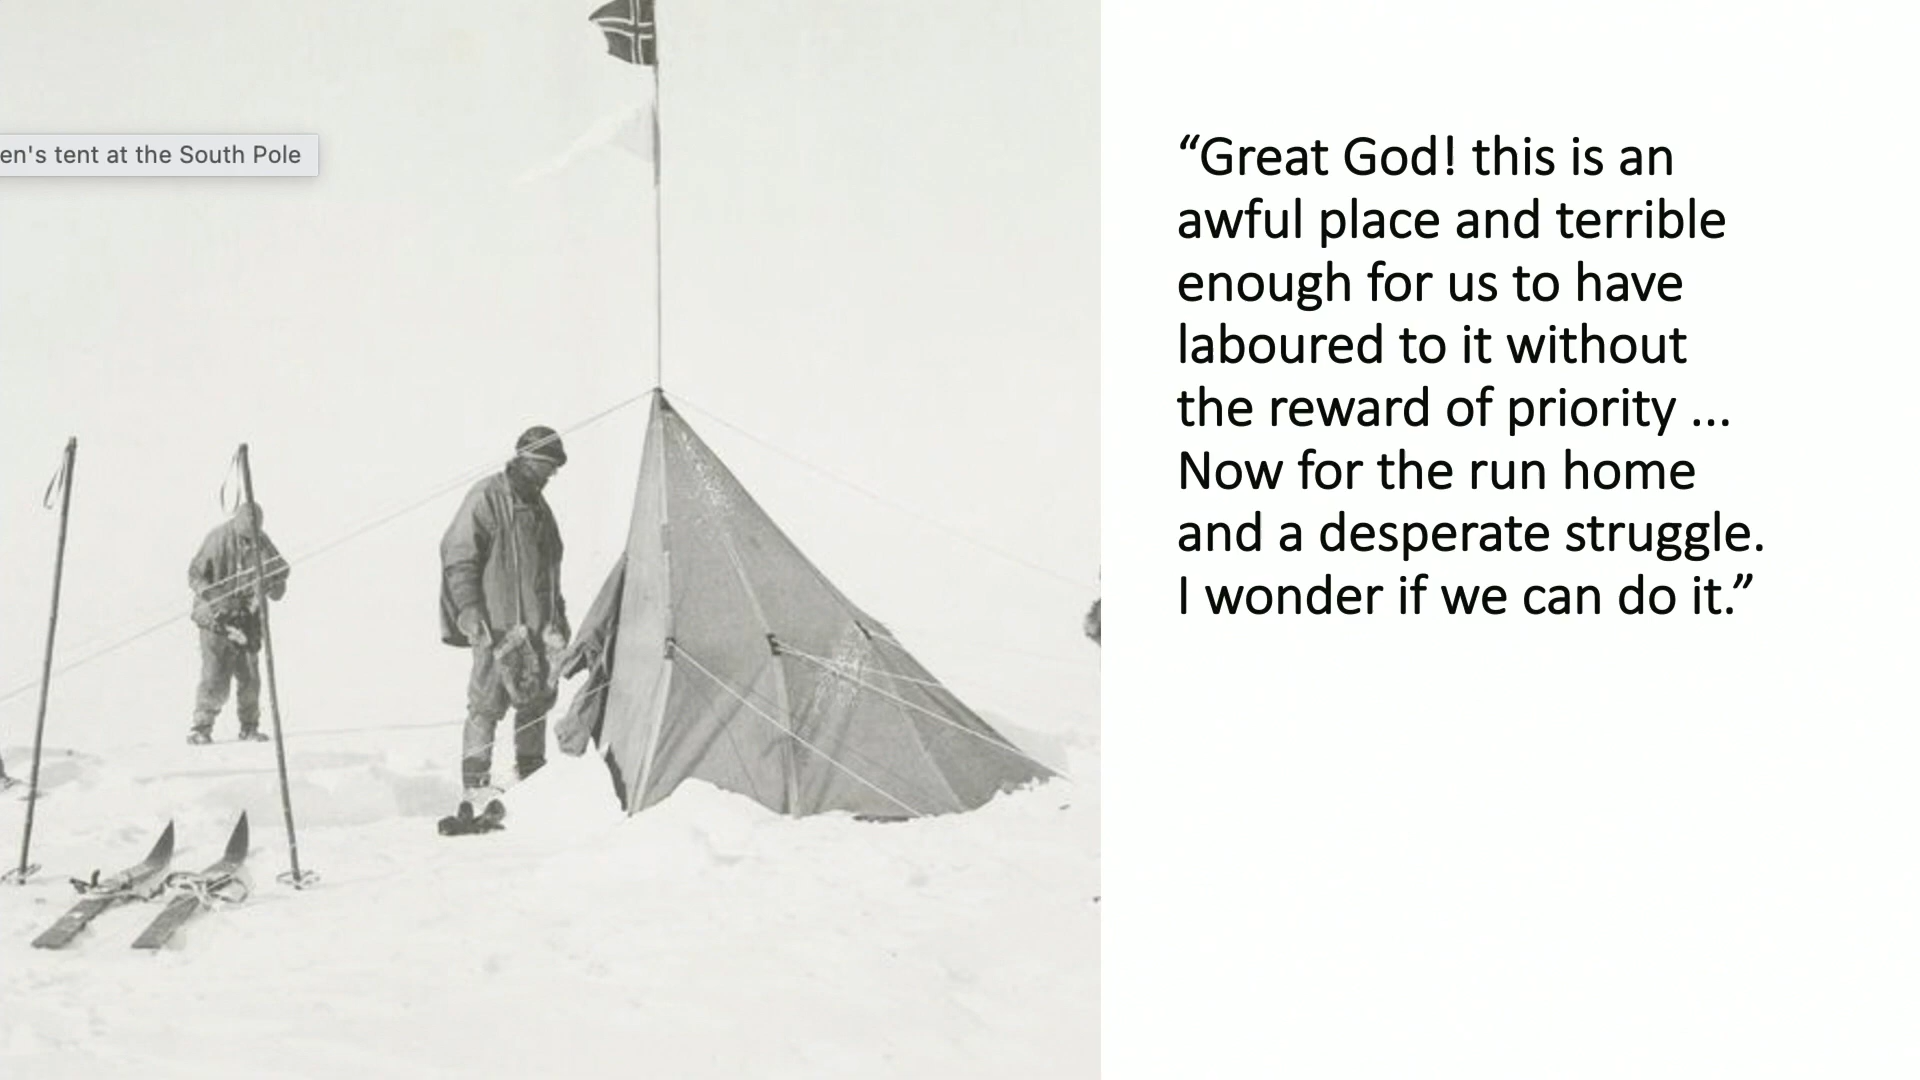 en's tent at the South Pole
“Great God! this is an
awful place and terrible
enough for us to have
laboured to it without
the reward of priority ...
Now for the run home
and a desperate struggle.
I wonder if we can do it.”